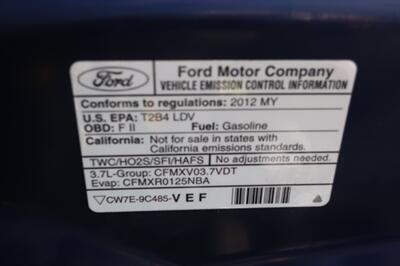 Ford
Ford Motor Company
VEHICLE EMISSION CONTROL INFORMATION
Conforms to regulations: 2012 MY
U.S. EPA: T2B4 LDV
OBD: F II Fuel: Gasoline
California: Not for sale in states with
California emissions standards.
TWC/HO2S/SFI/HAFS No adjustments needed.
3.7L-Group: CFMXV03.7VDT
Evap: CFMXR0125NBA
CW7E-9C485-VEF